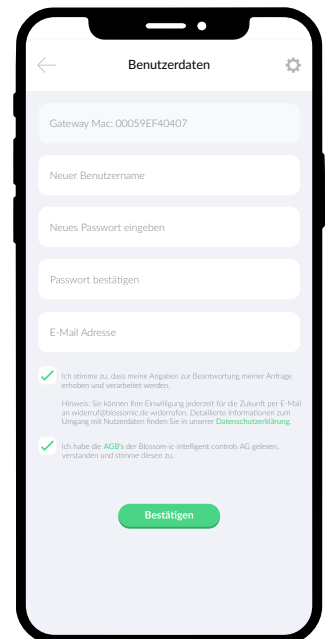 Benutzerdaten
Gateway Mac: 00059EF40407
Neuer Benutzername
Neues Passwort eingeben
Passwort bestätigen
E-Mail Adresse
Ich stimme zu, dass meine Angaben zur Beantwortung meiner Anfrage
erhoben und verarbeitet werden.
Hinweis: Sie können Ihre Einwilligung jederzeit für die Zukunft per E-Mail
an widerruf@blossomic.de widerrufen. Detaillierte Informationen zum
Umgang mit Nutzerdaten finden Sie in unserer Datenschutzerklärung.
Ich habe die AGB's der Blossom-ic-intelligent controls AG gelesen,
verstanden und stimme diesen zu.
Bestätigen